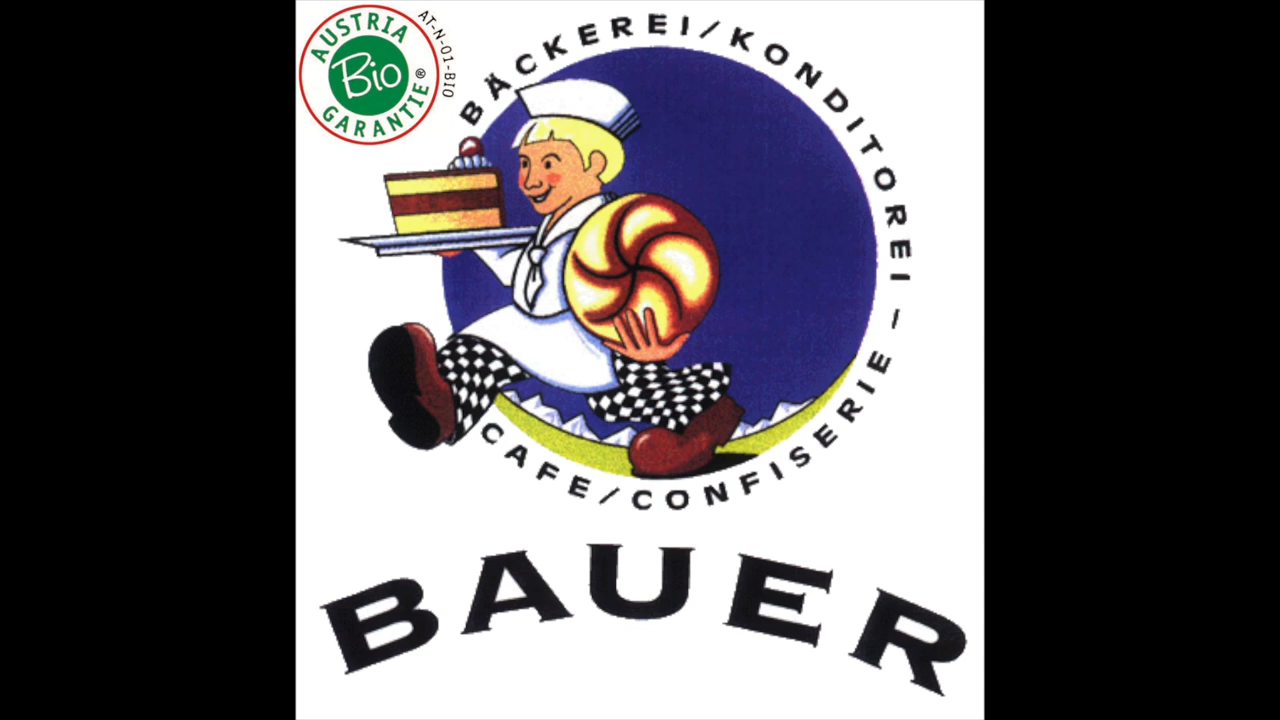 AUSTRIA
Bio
GARANTIE ®
AT-N-01-BIO
BÄCKEREI/KONDITOREI –
CAFE/CONFISERIE
BAUER